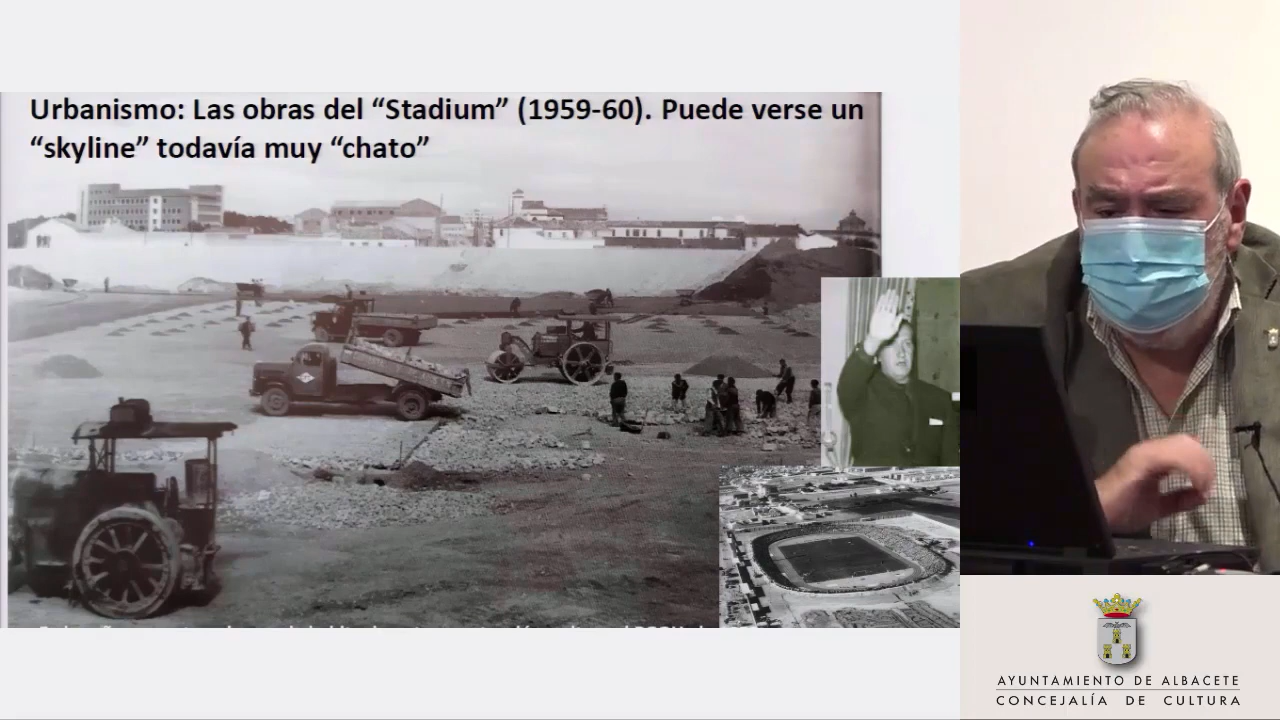 Urbanismo: Las obras del “Stadium” (1959-60). Puede verse un
“skyline” todavía muy “chato”
AYUNTAMIENTO DE ALBACETE
CONCEJALÍA DE CULTURA